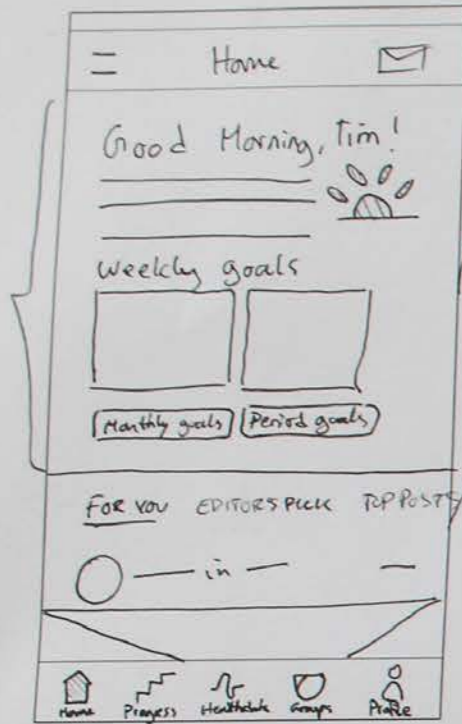 Home
Good Morning, Tim!
Weekly goals
Monthly goals Period goals
FOR YOU EDITORS PICK TOP POSTS
in
Home Progress Healthdata Groups Profile